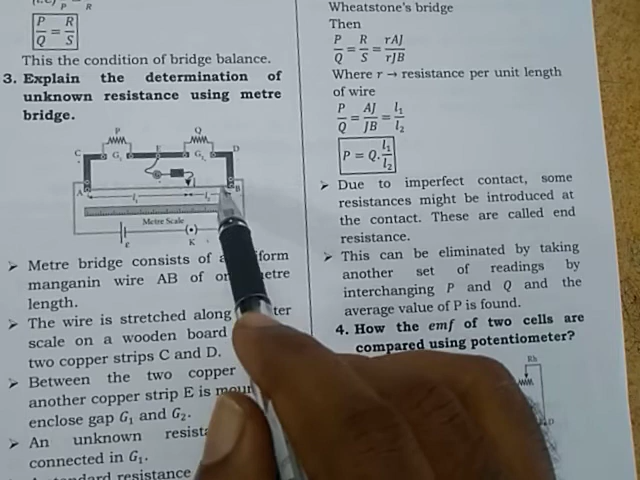 P R
P/Q = R/S
This the condition of bridge balance.
3. Explain the determination of
unknown resistance using metre
bridge.
P Q
C G₁ E G₂ D
A J B
l₁ l₂
Metre Scale
ε K
➢ Metre bridge consists of
manganin wire AB of
length.
➢ The wire is stretched along
scale on a wooden board
two copper strips C and D.
➢ Between the two copper
another copper strip E is
enclose gap G₁ and G₂.
➢ An unknown
connected in G₁.
resistance
Wheatstone's bridge
Then
P/Q = R/S = rAJ/rJB
Where r → resistance per unit length
of wire
P/Q = AJ/JB = l₁/l₂
P = Q. l₁/l₂
➢ Due to imperfect contact, some
resistances might be introduced at
the contact. These are called end
resistance.
➢ This can be eliminated by taking
another set of readings by
interchanging P and Q and the
average value of P is found.
4. How the emf of two cells are
compared using potentiometer?
Rh